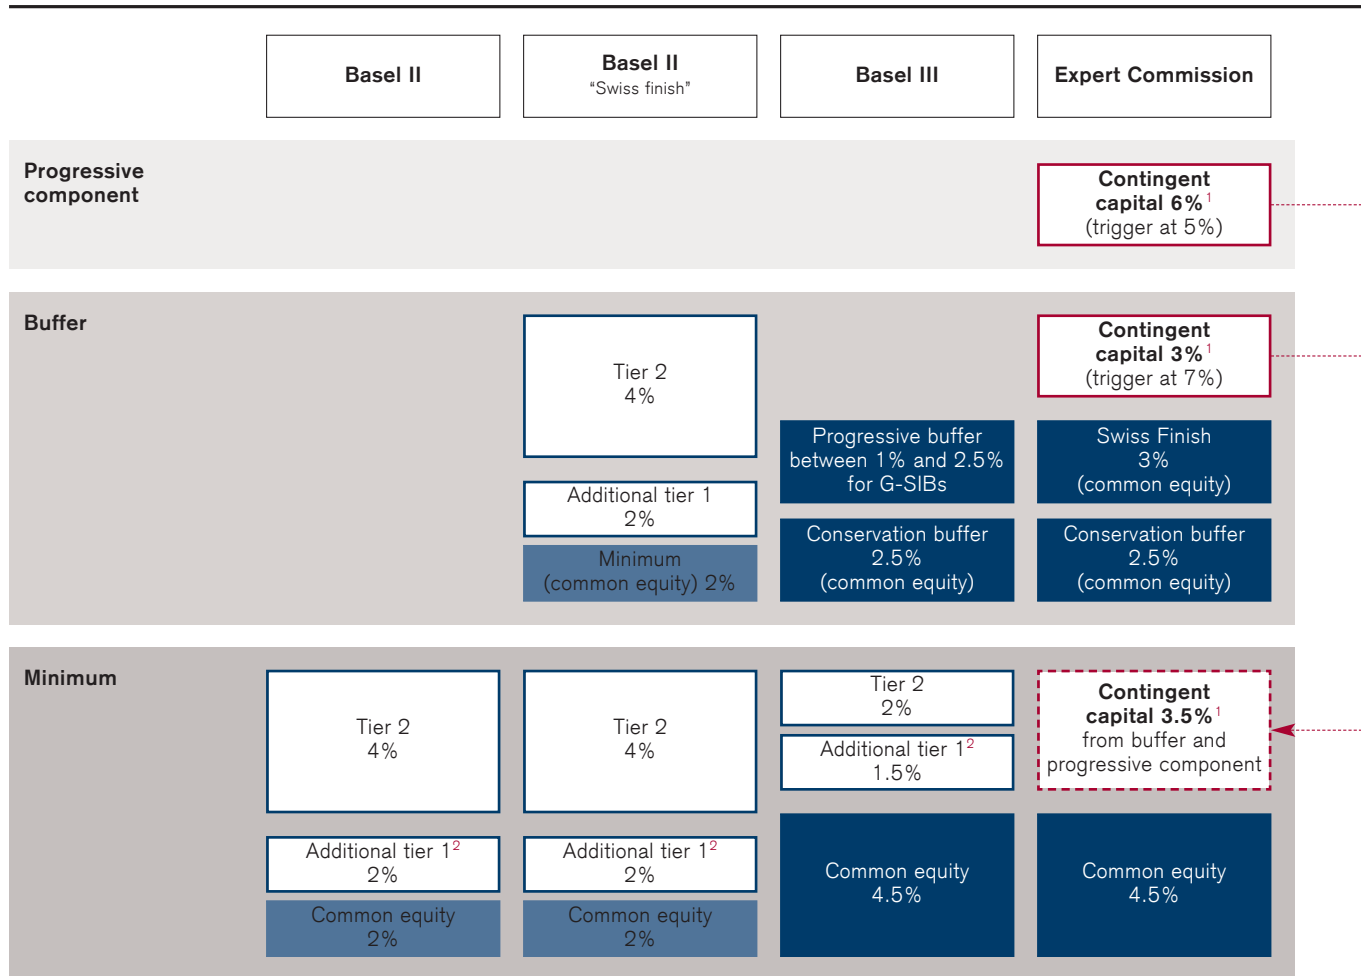 Basel II
Basel II
“Swiss finish”
Basel III
Expert Commission
Progressive
component
Contingent
capital 6%1
(trigger at 5%)
Buffer
Tier 2
4%
Additional tier 1
2%
Minimum
(common equity) 2%
Progressive buffer
between 1% and 2.5%
for G-SIBs
Conservation buffer
2.5%
(common equity)
Contingent
capital 3%1
(trigger at 7%)
Swiss Finish
3%
(common equity)
Conservation buffer
2.5%
(common equity)
Minimum
Tier 2
4%
Additional tier 12
2%
Common equity
2%
Tier 2
4%
Additional tier 12
2%
Common equity
2%
Tier 2
2%
Additional tier 12
1.5%
Common equity
4.5%
Contingent
capital 3.5%1
from buffer and
progressive component
Common equity
4.5%